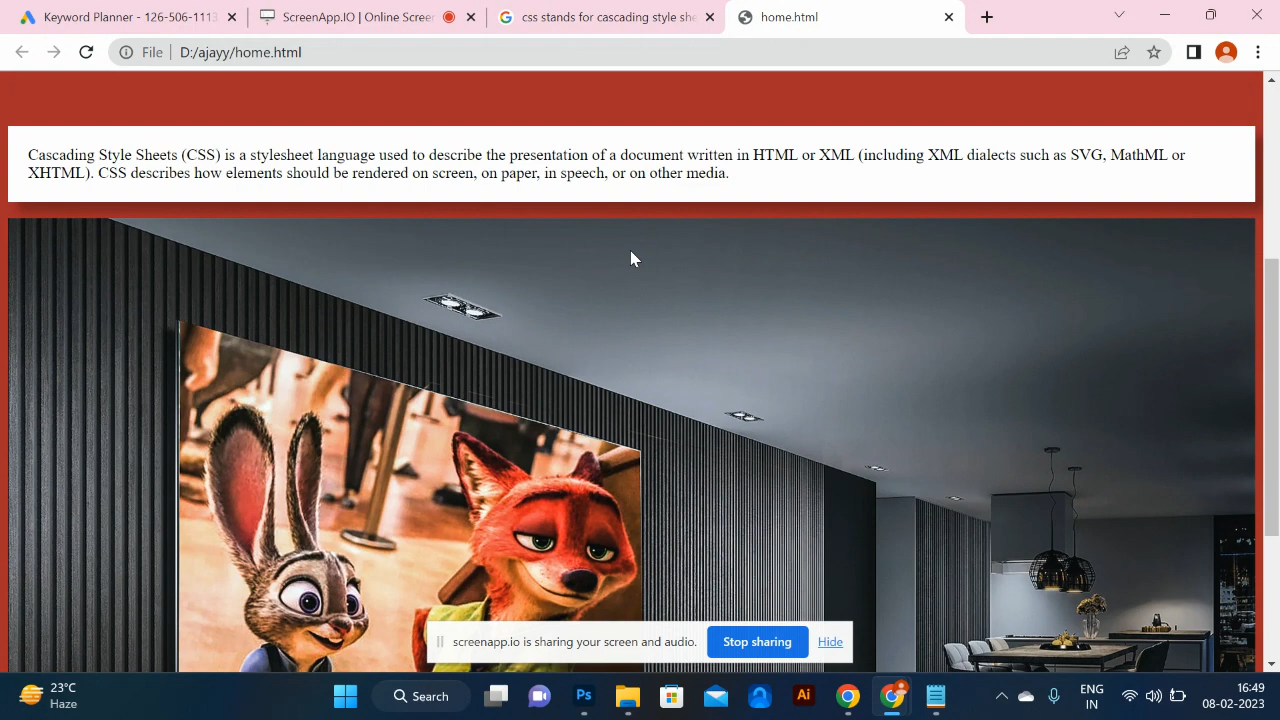 Keyword Planner - 126-506-1113
ScreenApp.IO | Online Screen
css stands for cascading style she
home.html
File
D:/ajayy/home.html
Cascading Style Sheets (CSS) is a stylesheet language used to describe the presentation of a document written in HTML or XML (including XML dialects such as SVG, MathML or
XHTML). CSS describes how elements should be rendered on screen, on paper, in speech, or on other media.
screenapp.io is sharing your screen and audio.
Stop sharing
Hide
23°C
Haze
Search
Ps
Ai
ENG
IN
16:49
08-02-2023